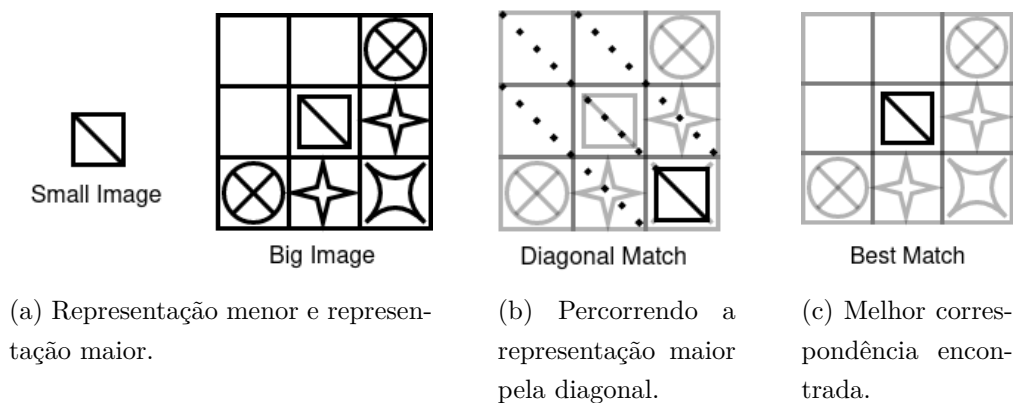 Small Image
Big Image
Diagonal Match
Best Match
(a) Representação menor e represen-
tação maior.
(b) Percorrendo a
representação maior
pela diagonal.
(c) Melhor corres-
pondência encon-
trada.